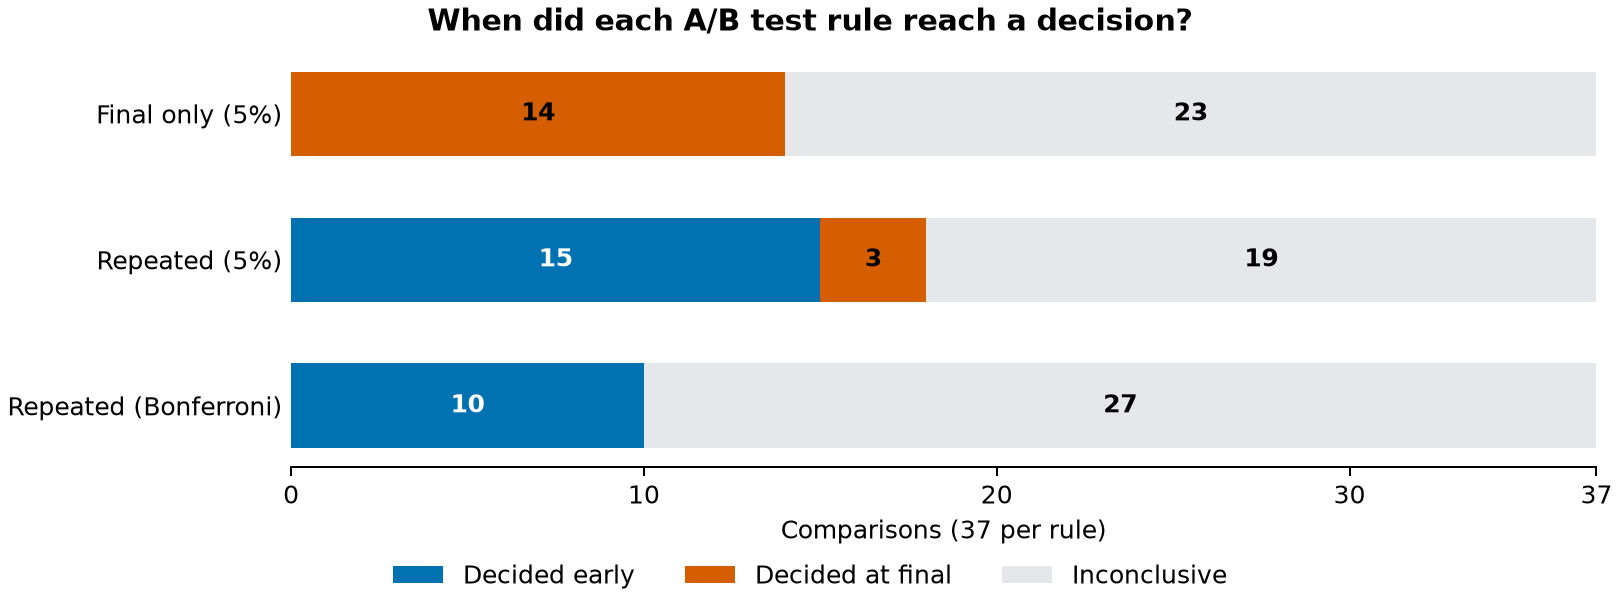 When did each A/B test rule reach a decision?
Final only (5%)
14
23
Repeated (5%)
15
3
19
Repeated (Bonferroni)
10
27
0 10 20 30 37
Comparisons (37 per rule)
Decided early Decided at final Inconclusive